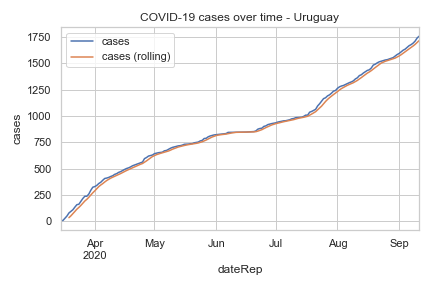 COVID-19 cases over time - Uruguay
cases
cases (rolling)
1750
1500
1250
1000
750
500
250
0
cases
Apr
2020
May
Jun
Jul
Aug
Sep
dateRep